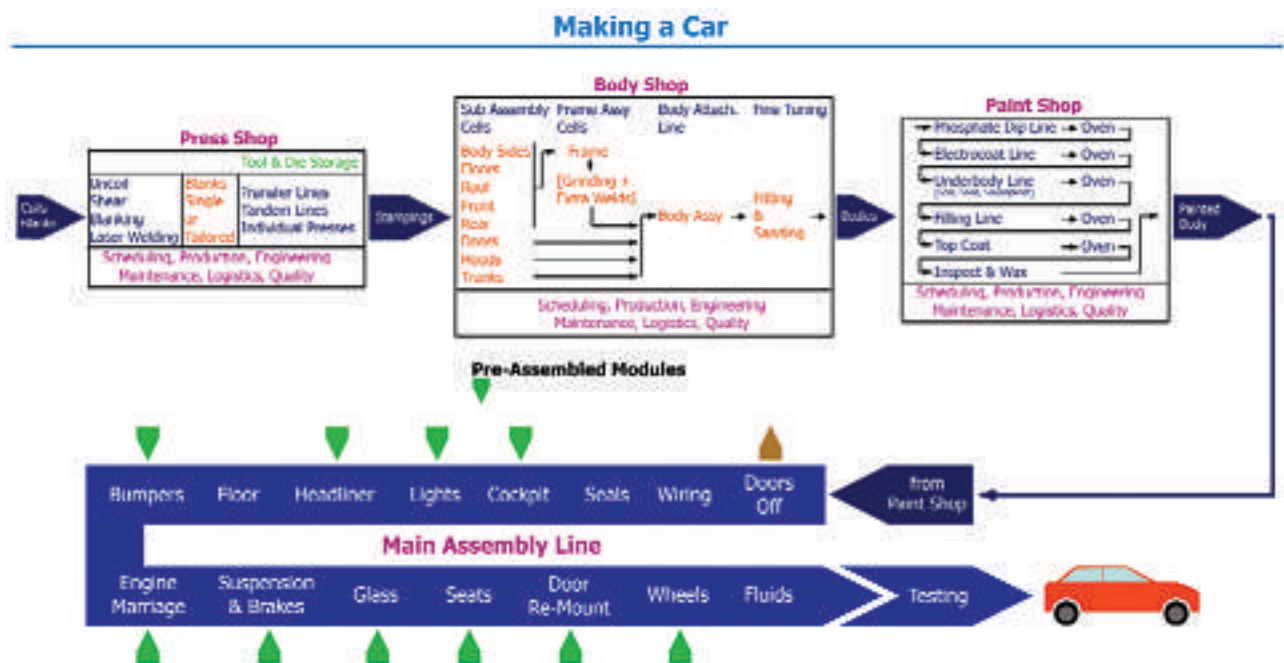 Making a Car
Press Shop
Tool & Die Storage
Uncoil
Shear
Blanking
Laser Welding
Blanks
Single
or
Tailored
Transfer Lines
Tandem Lines
Individual Presses
Scheduling, Production, Engineering
Maintenance, Logistics, Quality
Stampings
Body Shop
Sub Assembly
Cells
Frame Assy
Cells
Body Attach.
Line
Fine Tuning
Body Sides
Floors
Roof
Front
Rear
Doors
Hoods
Trunks
Frame
[Grinding +
Extra Welds]
Body Assy
Filling
&
Sanding
Scheduling, Production, Engineering
Maintenance, Logistics, Quality
Bodies
Paint Shop
Phosphate Dip Line
Oven
Electrocoat Line
Oven
Underbody Line
Oven
Filling Line
Oven
Top Coat
Oven
Inspect & Wax
Scheduling, Production, Engineering
Maintenance, Logistics, Quality
Painted
Body
Pre-Assembled Modules
Bumpers
Floor
Headliner
Lights
Cockpit
Seals
Wiring
Doors
Off
from
Paint Shop
Main Assembly Line
Engine
Marriage
Suspension
& Brakes
Glass
Seats
Door
Re-Mount
Wheels
Fluids
Testing